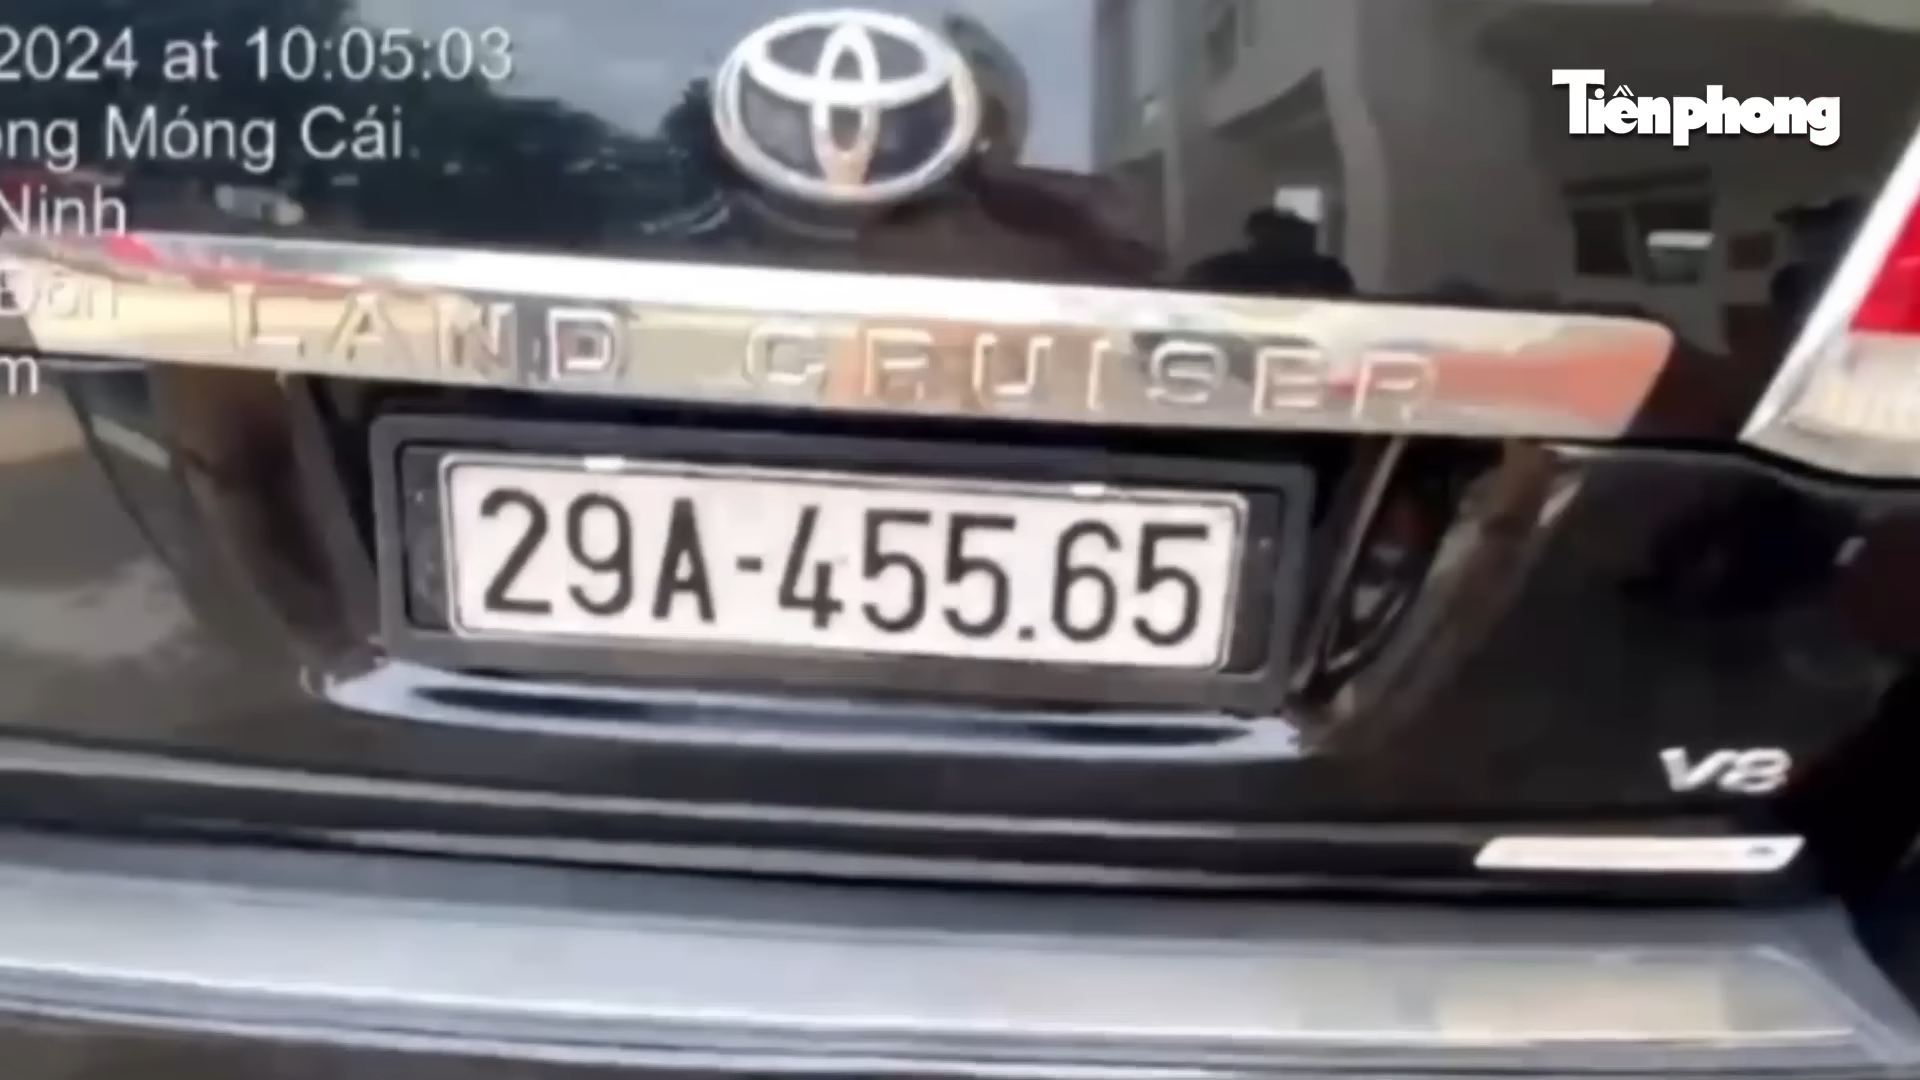 2024 at 10:05:03
ong Móng Cái
Ninh
Tiềnphong
LAND CRUISER
29A-455.65
V8